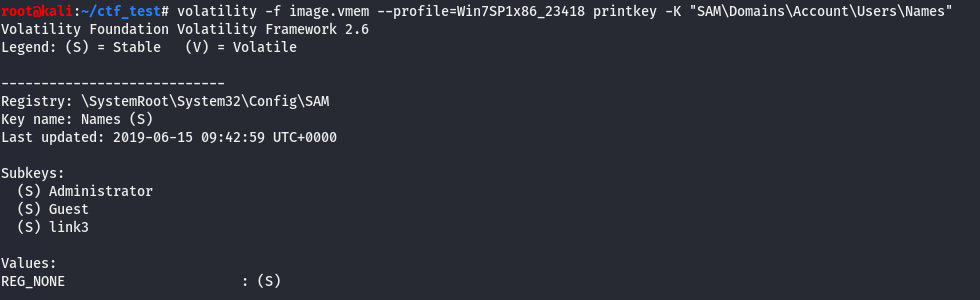 root@kali:~/ctf_test# volatility -f image.vmem --profile=Win7SP1x86_23418 printkey -K "SAM\Domains\Account\Users\Names"
Volatility Foundation Volatility Framework 2.6
Legend: (S) = Stable   (V) = Volatile

----------------------------
Registry: \SystemRoot\System32\Config\SAM
Key name: Names (S)
Last updated: 2019-06-15 09:42:59 UTC+0000

Subkeys:
  (S) Administrator
  (S) Guest
  (S) link3

Values:
REG_NONE                      : (S)